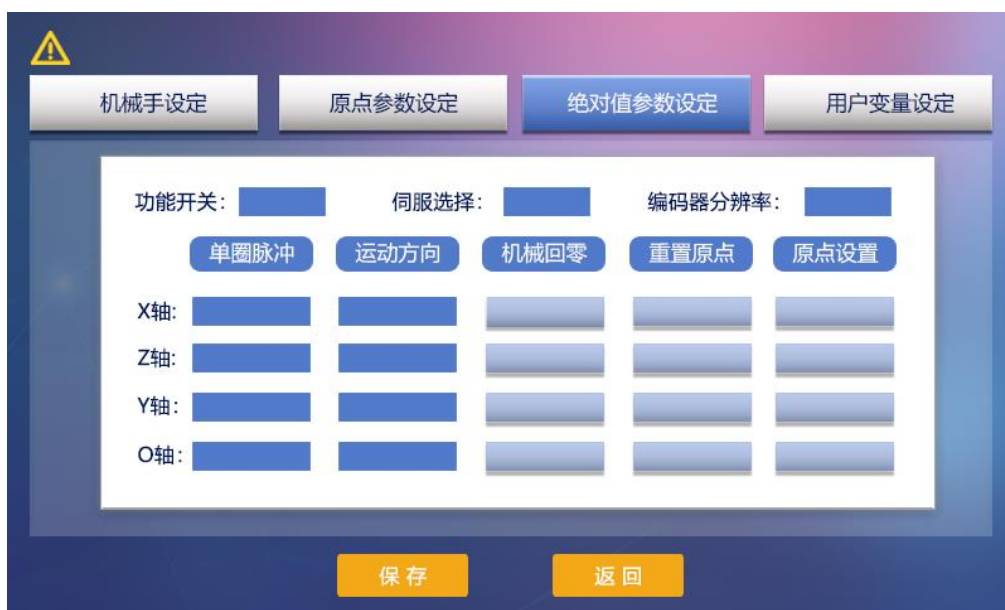 机械手设定 原点参数设定 绝对值参数设定 用户变量设定
功能开关: 伺服选择: 编码器分辨率:
单圈脉冲 运动方向 机械回零 重置原点 原点设置
X轴:
Z轴:
Y轴:
O轴:
保存 返回